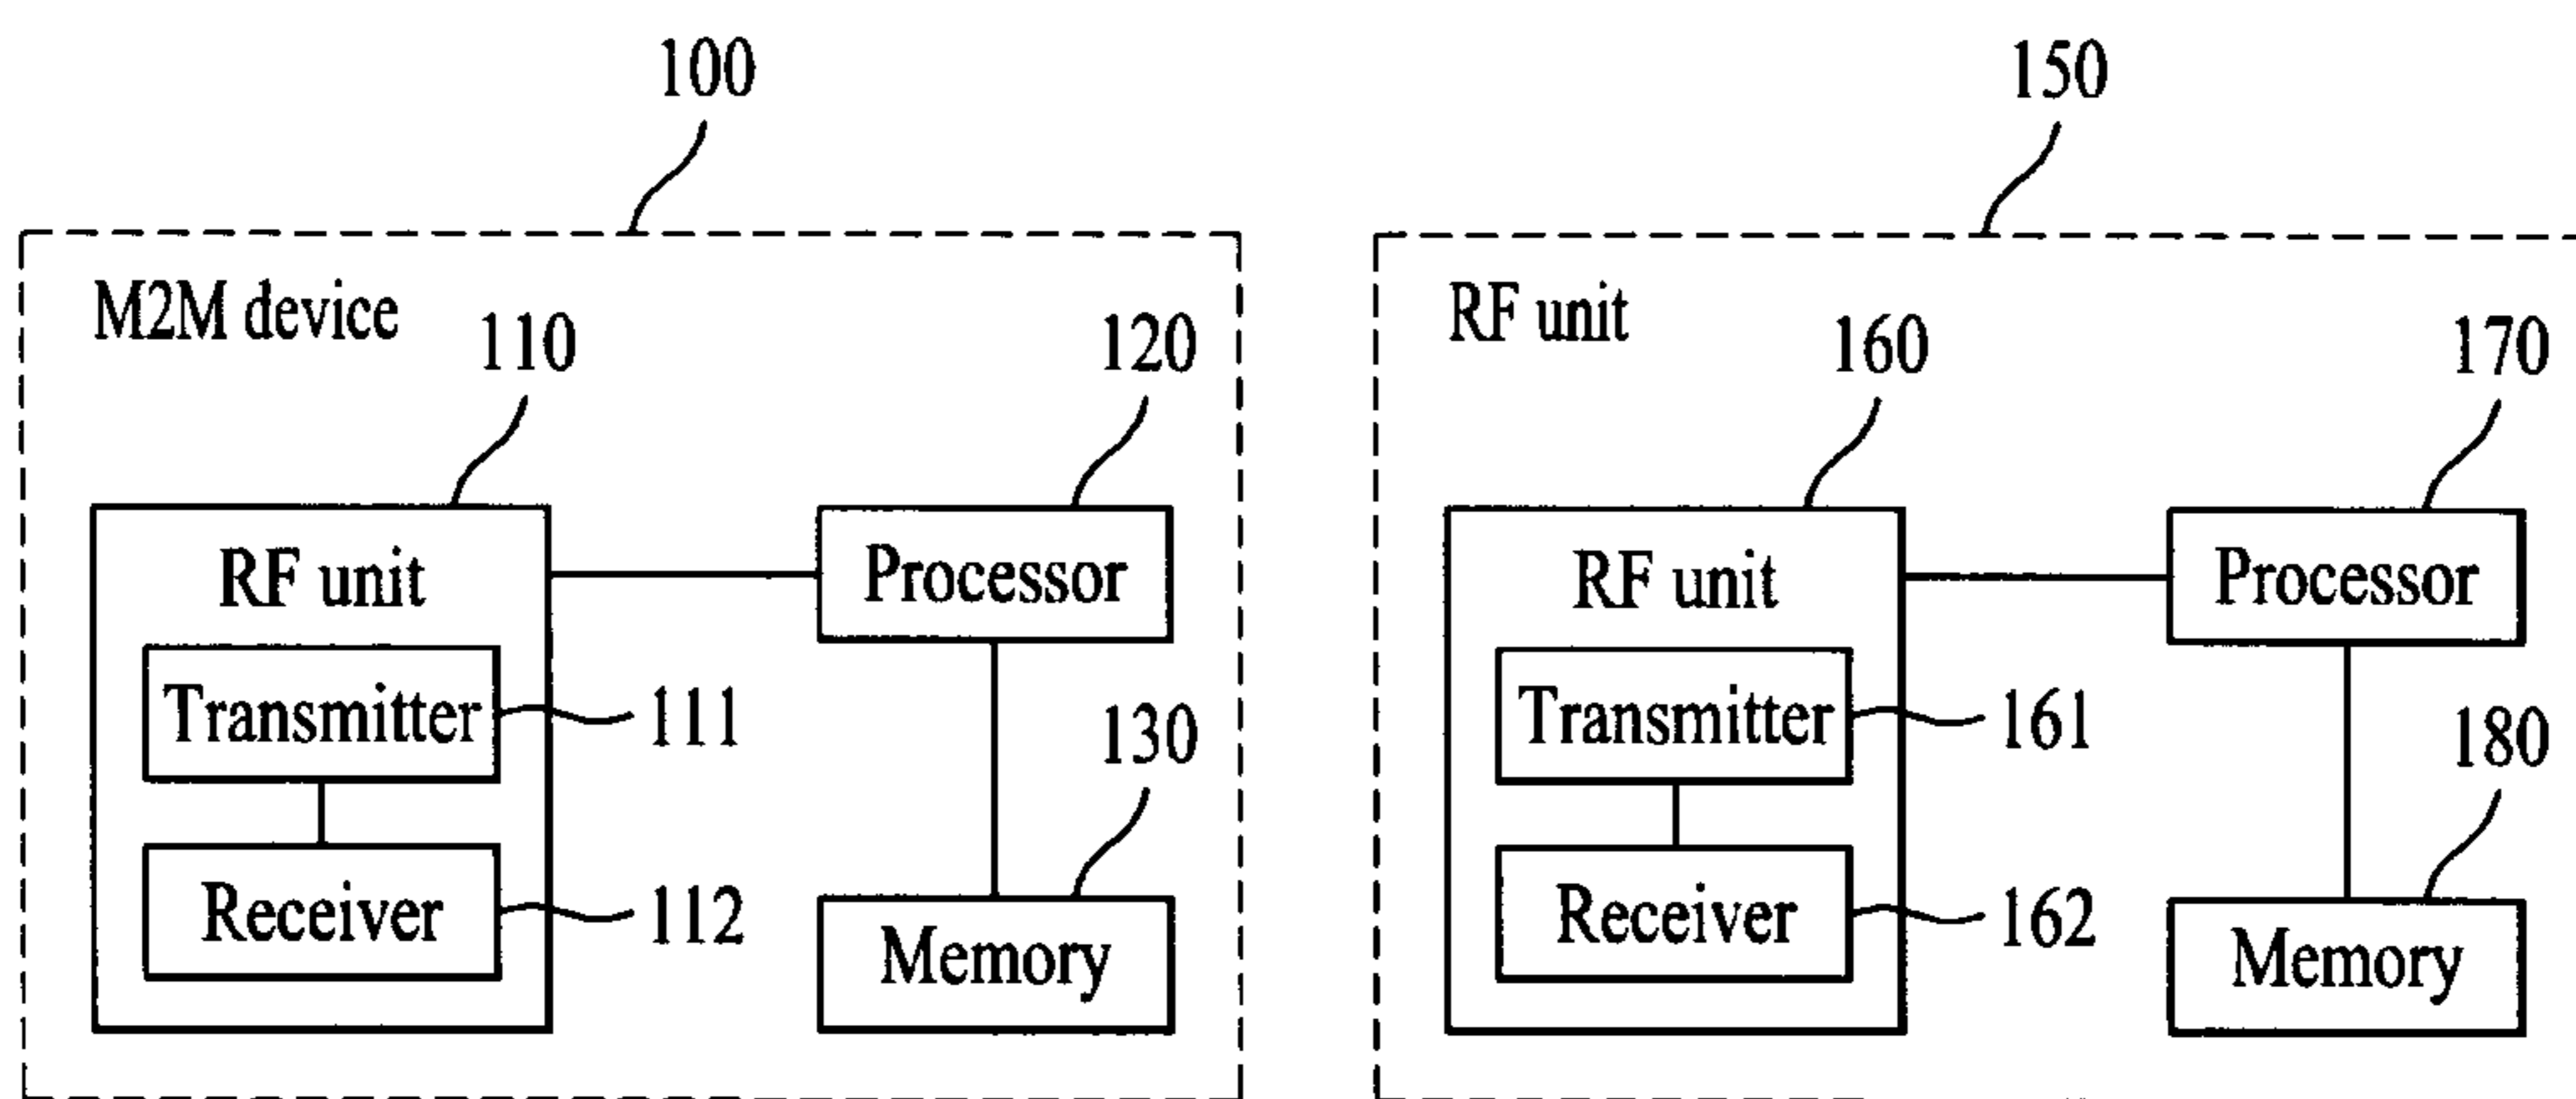 100
150
M2M device
110
120
RF unit
160
170
RF unit
Processor
Transmitter
111
130
Receiver
112
Memory
RF unit
Processor
Transmitter
161
180
Receiver
162
Memory